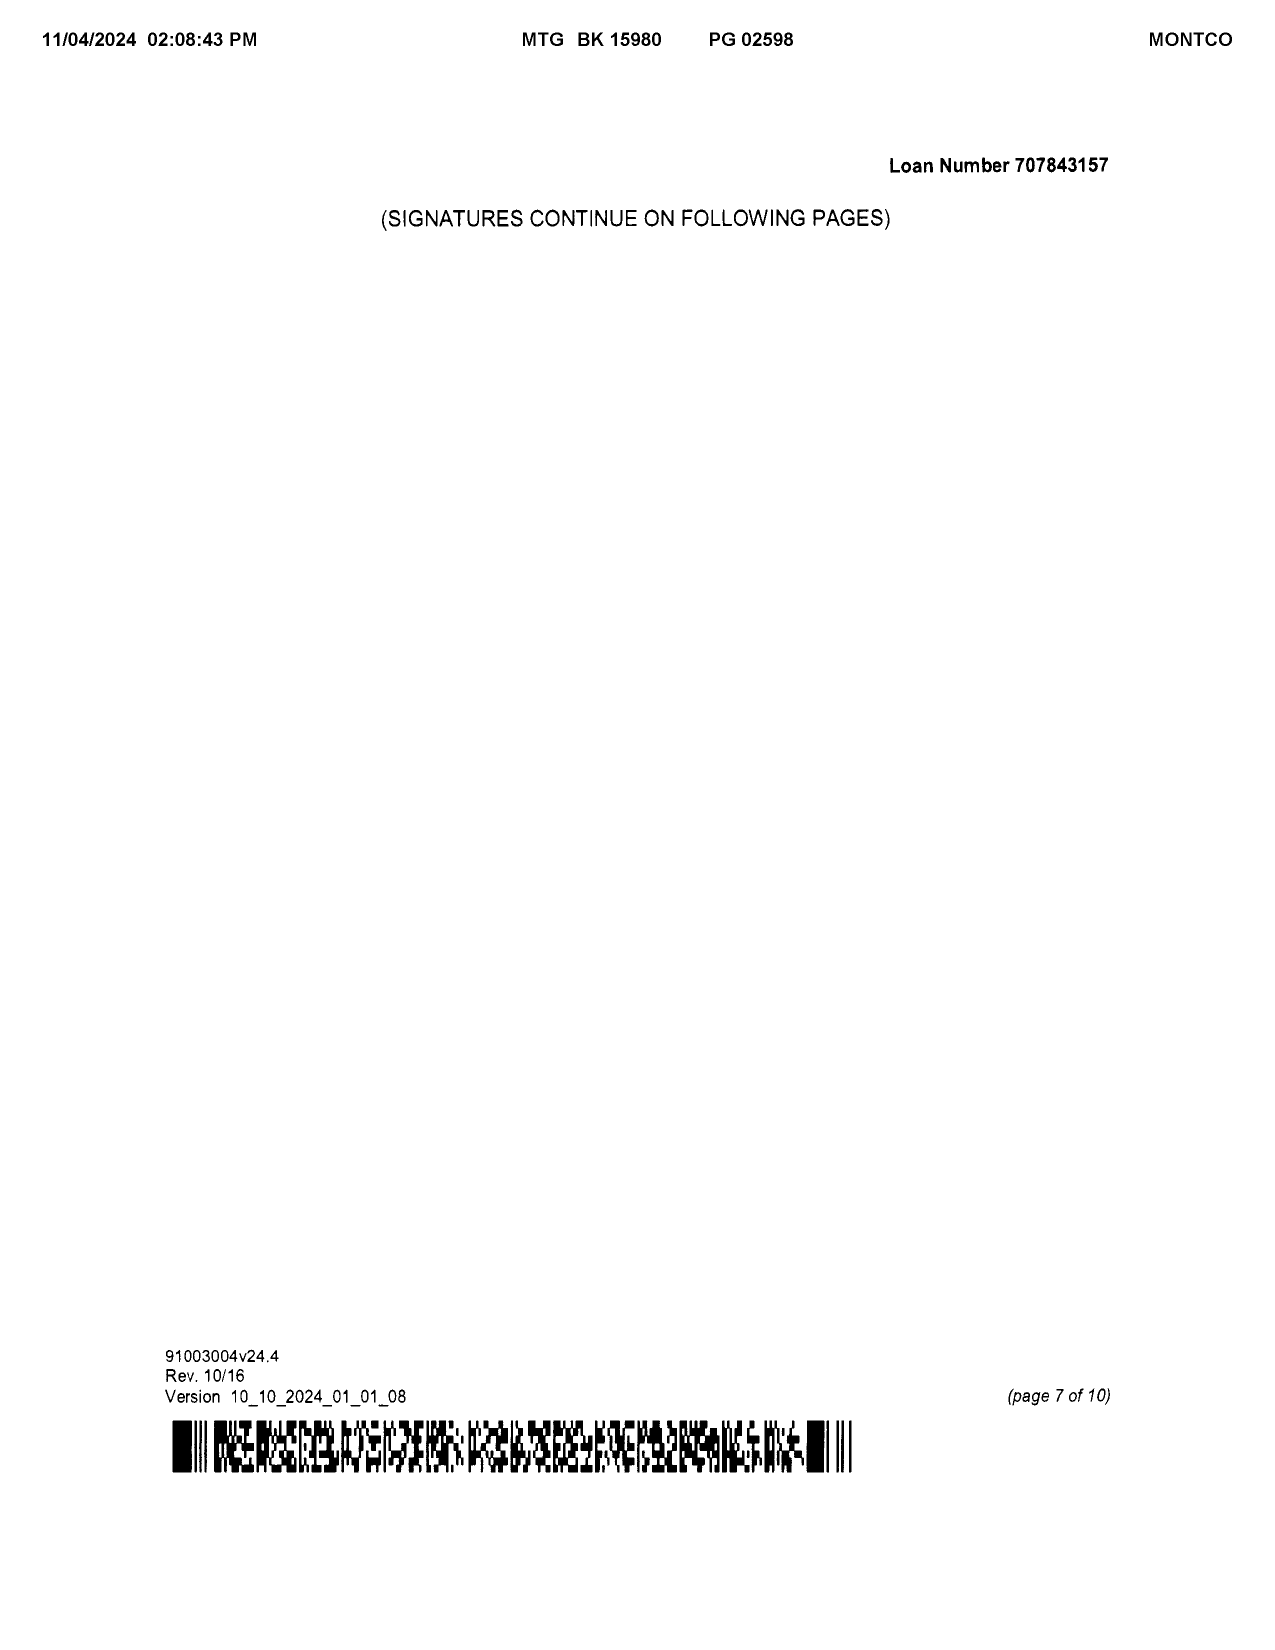 11/04/2024 02:08:43 PM MTG BK 15980 PG 02598 MONTCO
Loan Number 707843157
(SIGNATURES CONTINUE ON FOLLOWING PAGES)
91003004v24.4
Rev. 10/16
Version 10_10_2024_01_01_08 (page 7 of 10)